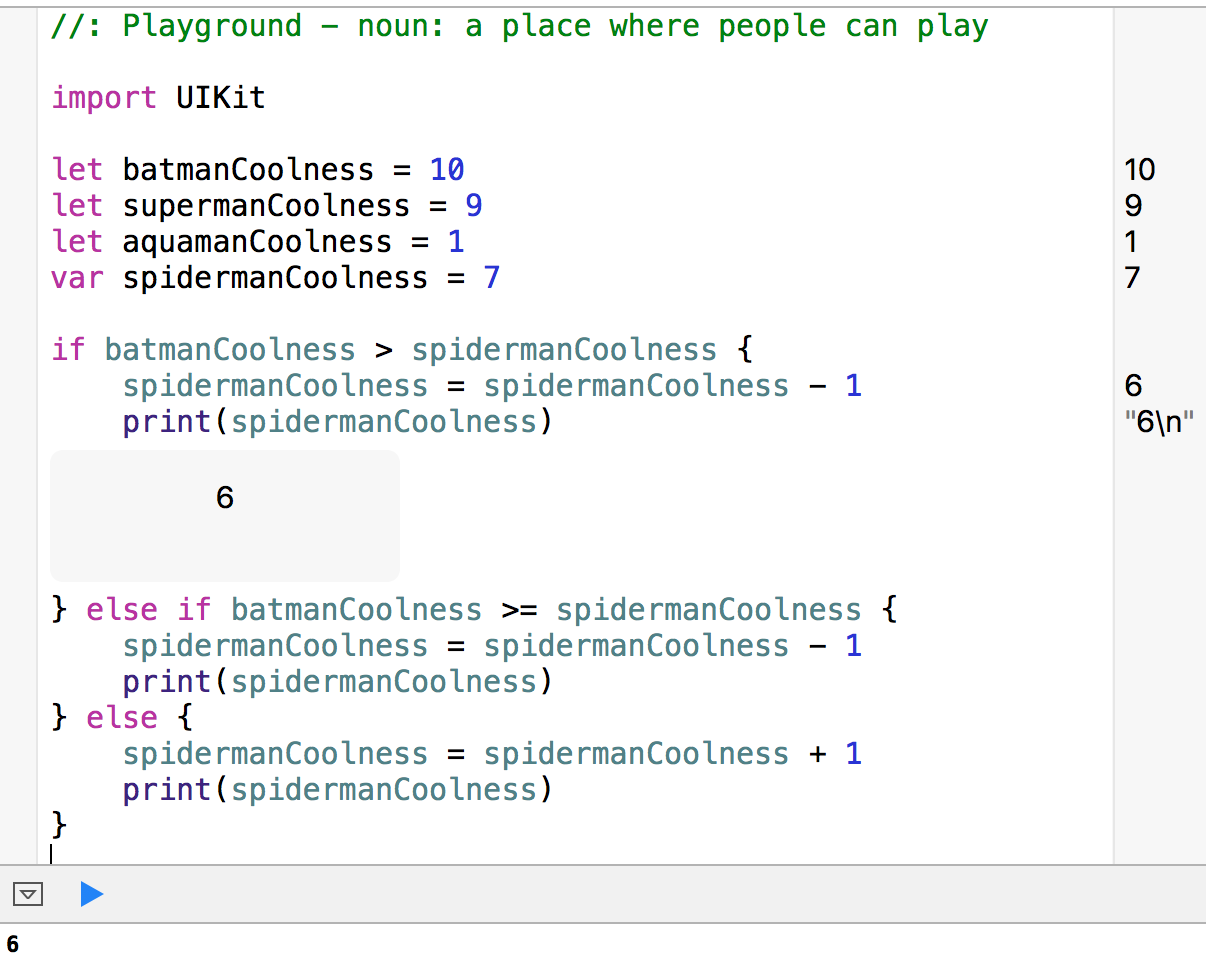 //: Playground – noun: a place where people can play
import UIKit
let batmanCoolness = 10 10
let supermanCoolness = 9 9
let aquamanCoolness = 1 1
var spidermanCoolness = 7 7
if batmanCoolness > spidermanCoolness {
    spidermanCoolness = spidermanCoolness - 1 6
    print(spidermanCoolness) "6\n"
6
} else if batmanCoolness >= spidermanCoolness {
    spidermanCoolness = spidermanCoolness - 1
    print(spidermanCoolness)
} else {
    spidermanCoolness = spidermanCoolness + 1
    print(spidermanCoolness)
}
6